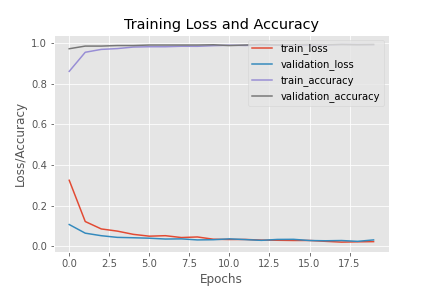 Training Loss and Accuracy
1.0
0.8
0.6
0.4
0.2
0.0
Loss/Accuracy
train_loss
validation_loss
train_accuracy
validation_accuracy
0.0 2.5 5.0 7.5 10.0 12.5 15.0 17.5
Epochs